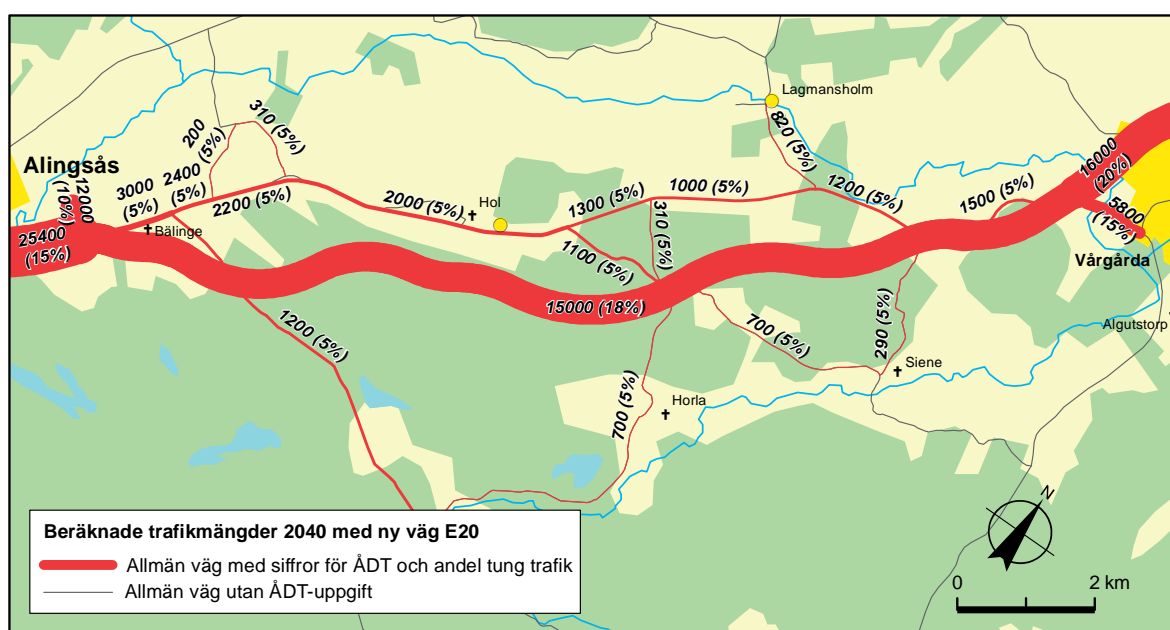 Lagmansholm
820 (5%)
310 (5%)
200
(5%)
Alingsås
12000
(10%)
3000
(5%)
2400
(5%)
2200 (5%)
2000 (5%)
Hol
1300 (5%)
1000 (5%)
1200 (5%)
1500 (5%)
16000
(20%)
5800
(15%)
25400
(15%)
Bälinge
1100 (5%)
310 (5%)
Vårgårda
15000 (18%)
1200 (5%)
700 (5%)
290 (5%)
Algutstorp
Siene
700 (5%)
Horla
Beräknade trafikmängder 2040 med ny väg E20
Allmän väg med siffror för ÅDT och andel tung trafik
Allmän väg utan ÅDT-uppgift
N
0 2 km